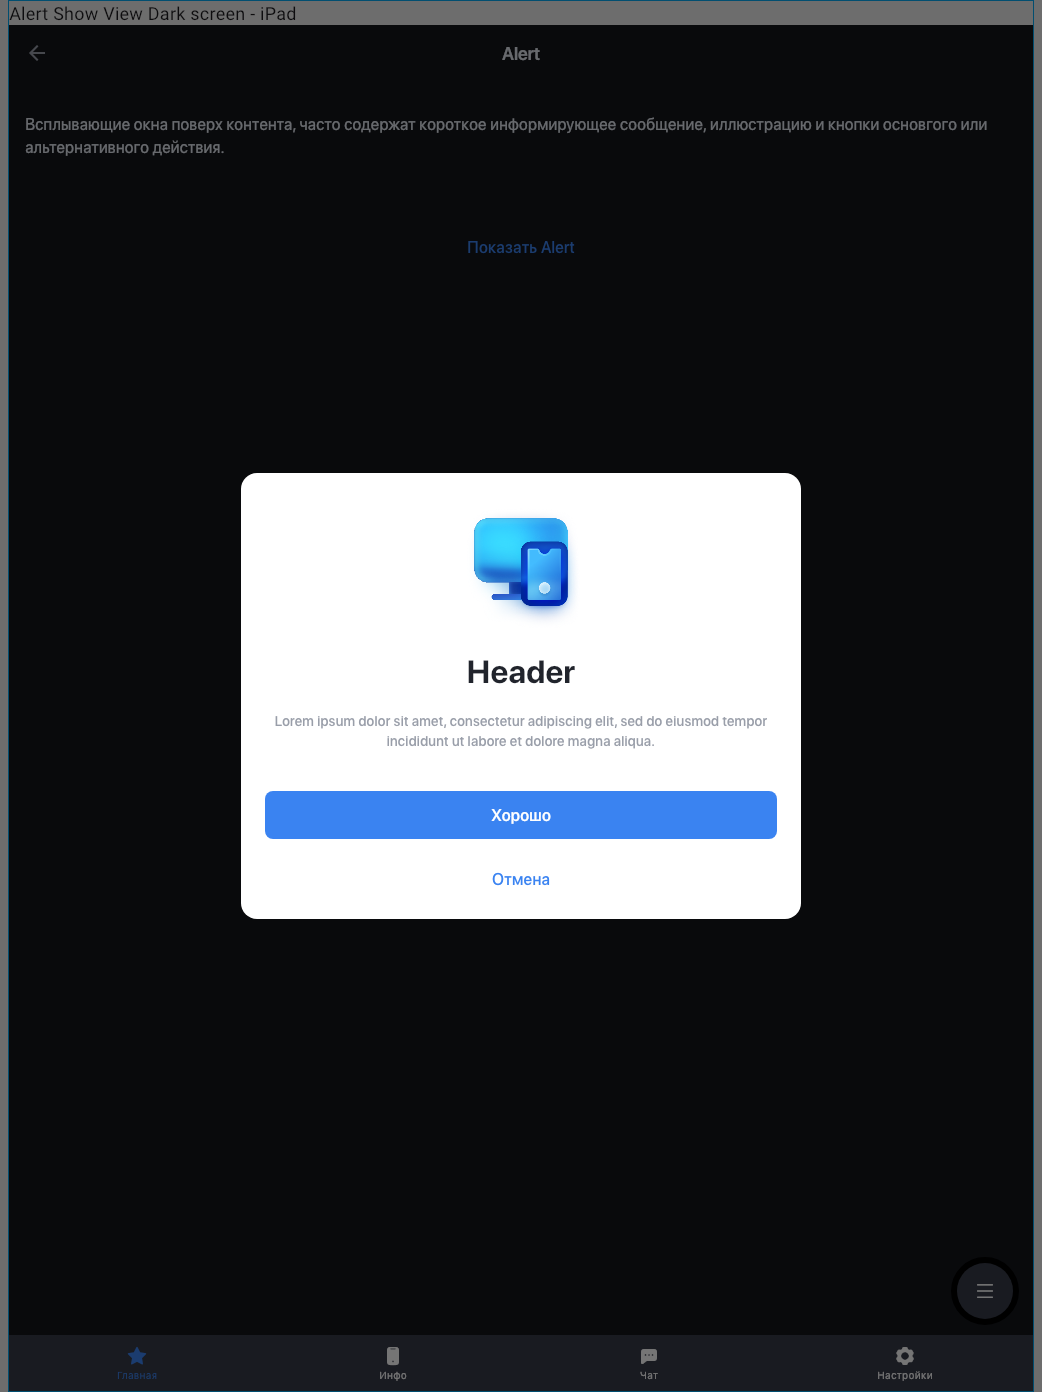 Alert Show View Dark screen - iPad
Alert
Всплывающие окна поверх контента, часто содержат короткое информирующее сообщение, иллюстрацию и кнопки основгого или
альтернативного действия.
Показать Alert
Header
Lorem ipsum dolor sit amet, consectetur adipiscing elit, sed do eiusmod tempor
incididunt ut labore et dolore magna aliqua.
Хорошо
Отмена
Главная
Инфо
Чат
Настройки